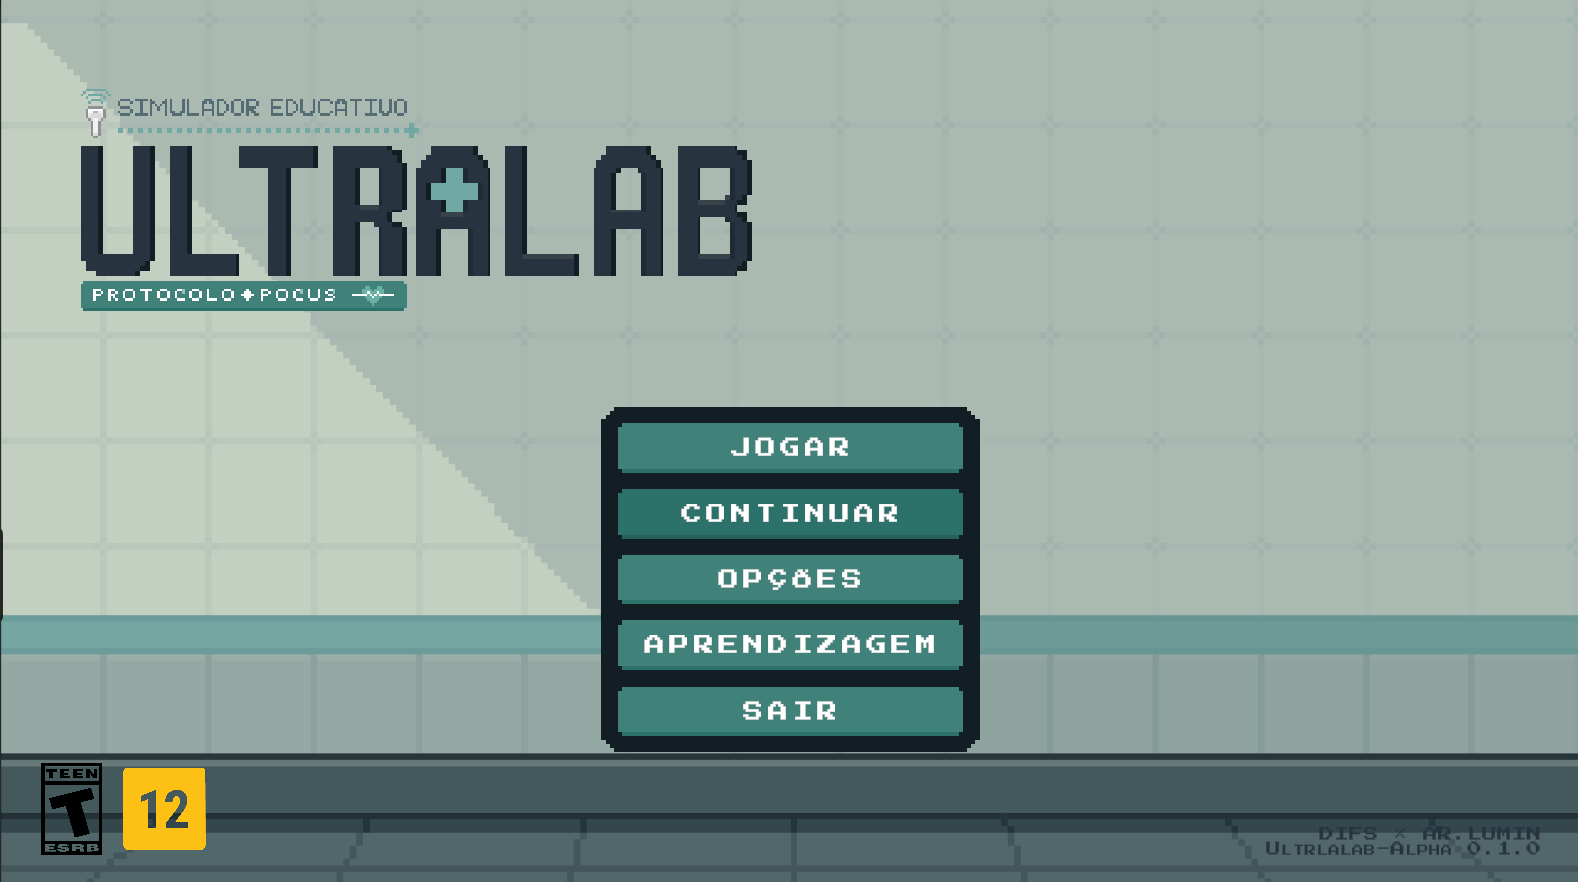 SIMULADOR EDUCATIVO
ULTRALAB
PROTOCOLO+POCUS
JOGAR
CONTINUAR
OPÇÕES
APRENDIZAGEM
SAIR
TEEN
T
ESRB
12
DIFS × AR.LUMIN
ULTRLALAB-ALPHA 0.1.0